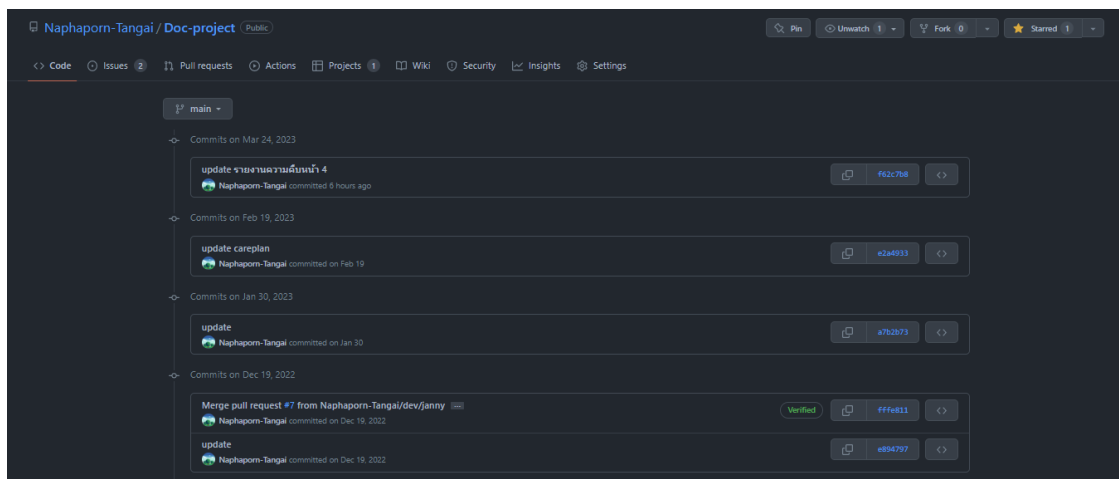 Naphaporn-Tangai / Doc-project Public
Pin Unwatch 1 Fork 0 Starred 1
<> Code Issues 2 Pull requests Actions Projects 1 Wiki Security Insights Settings
main
Commits on Mar 24, 2023
update รายงานความคืบหน้า 4
Naphaporn-Tangai committed 6 hours ago
f62c7b8
Commits on Feb 19, 2023
update careplan
Naphaporn-Tangai committed on Feb 19
e2a4933
Commits on Jan 30, 2023
update
Naphaporn-Tangai committed on Jan 30
a7b2b73
Commits on Dec 19, 2022
Merge pull request #7 from Naphaporn-Tangai/dev/janny ...
Naphaporn-Tangai committed on Dec 19, 2022
Verified fffe811
update
Naphaporn-Tangai committed on Dec 19, 2022
e894797